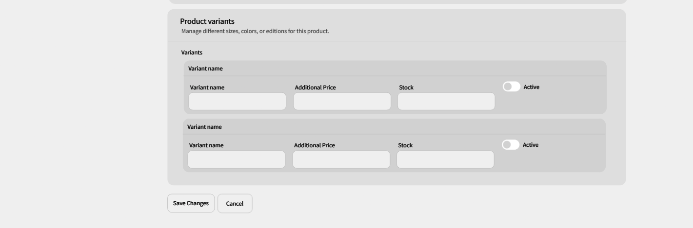 Product variants
Manage different sizes, colors, or editions for this product.
Variants
Variant name
Variant name Additional Price Stock Active
Variant name
Variant name Additional Price Stock Active
Save Changes Cancel